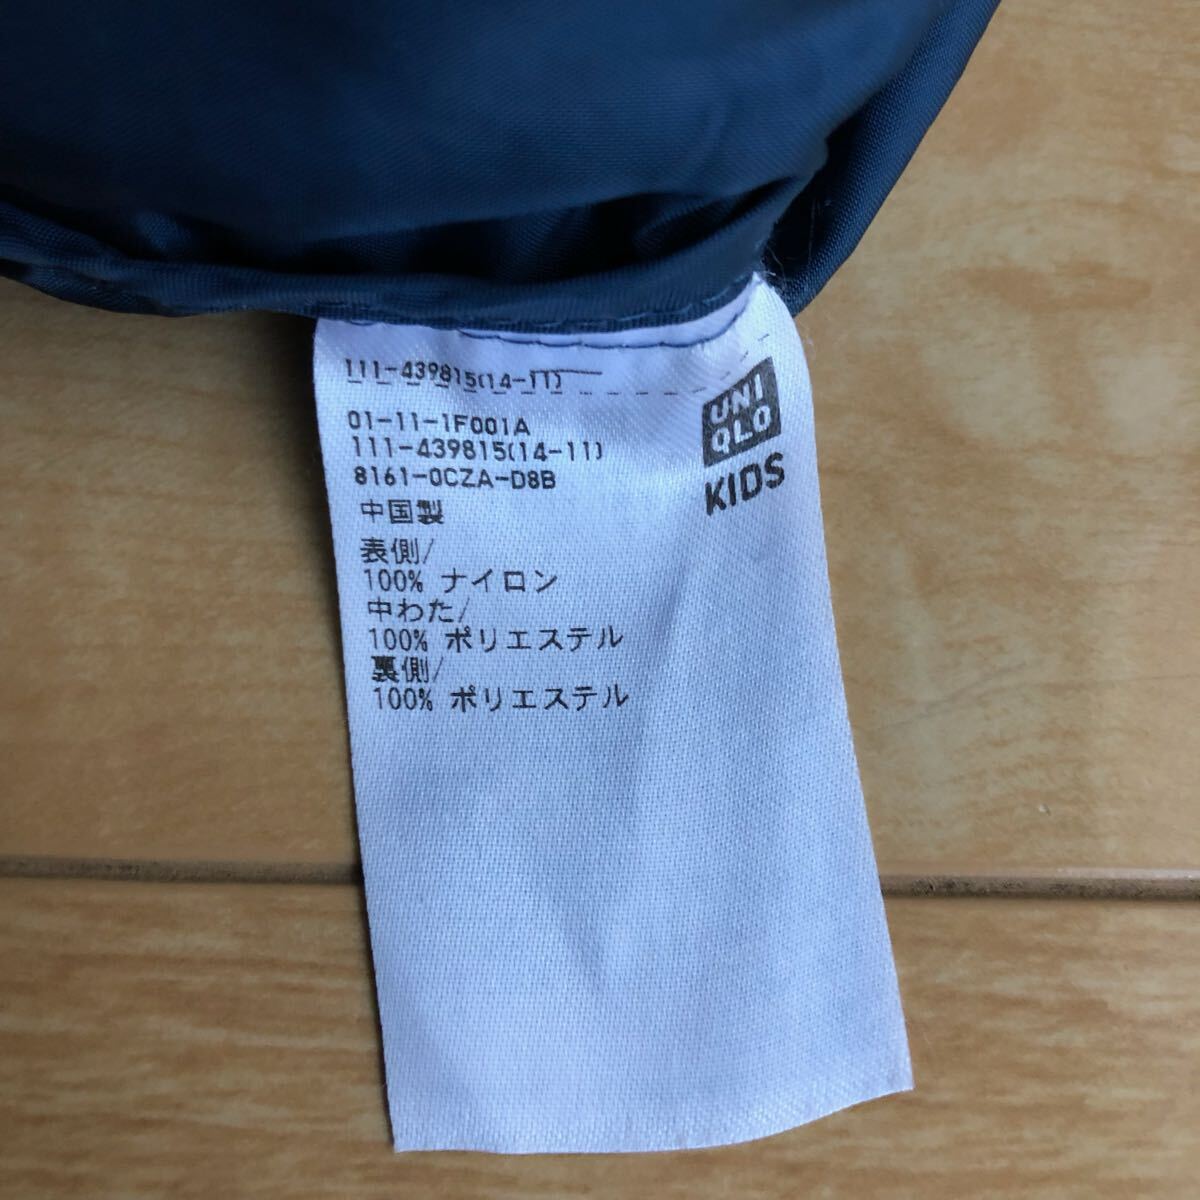 111-439815(14-11)
01-11-1F001A
111-439815(14-11)
8161-0CZA-D8B
中国製
表側/
100% ナイロン
中わた/
100% ポリエステル
裏側/
100% ポリエステル
UNI
QLO
KIDS